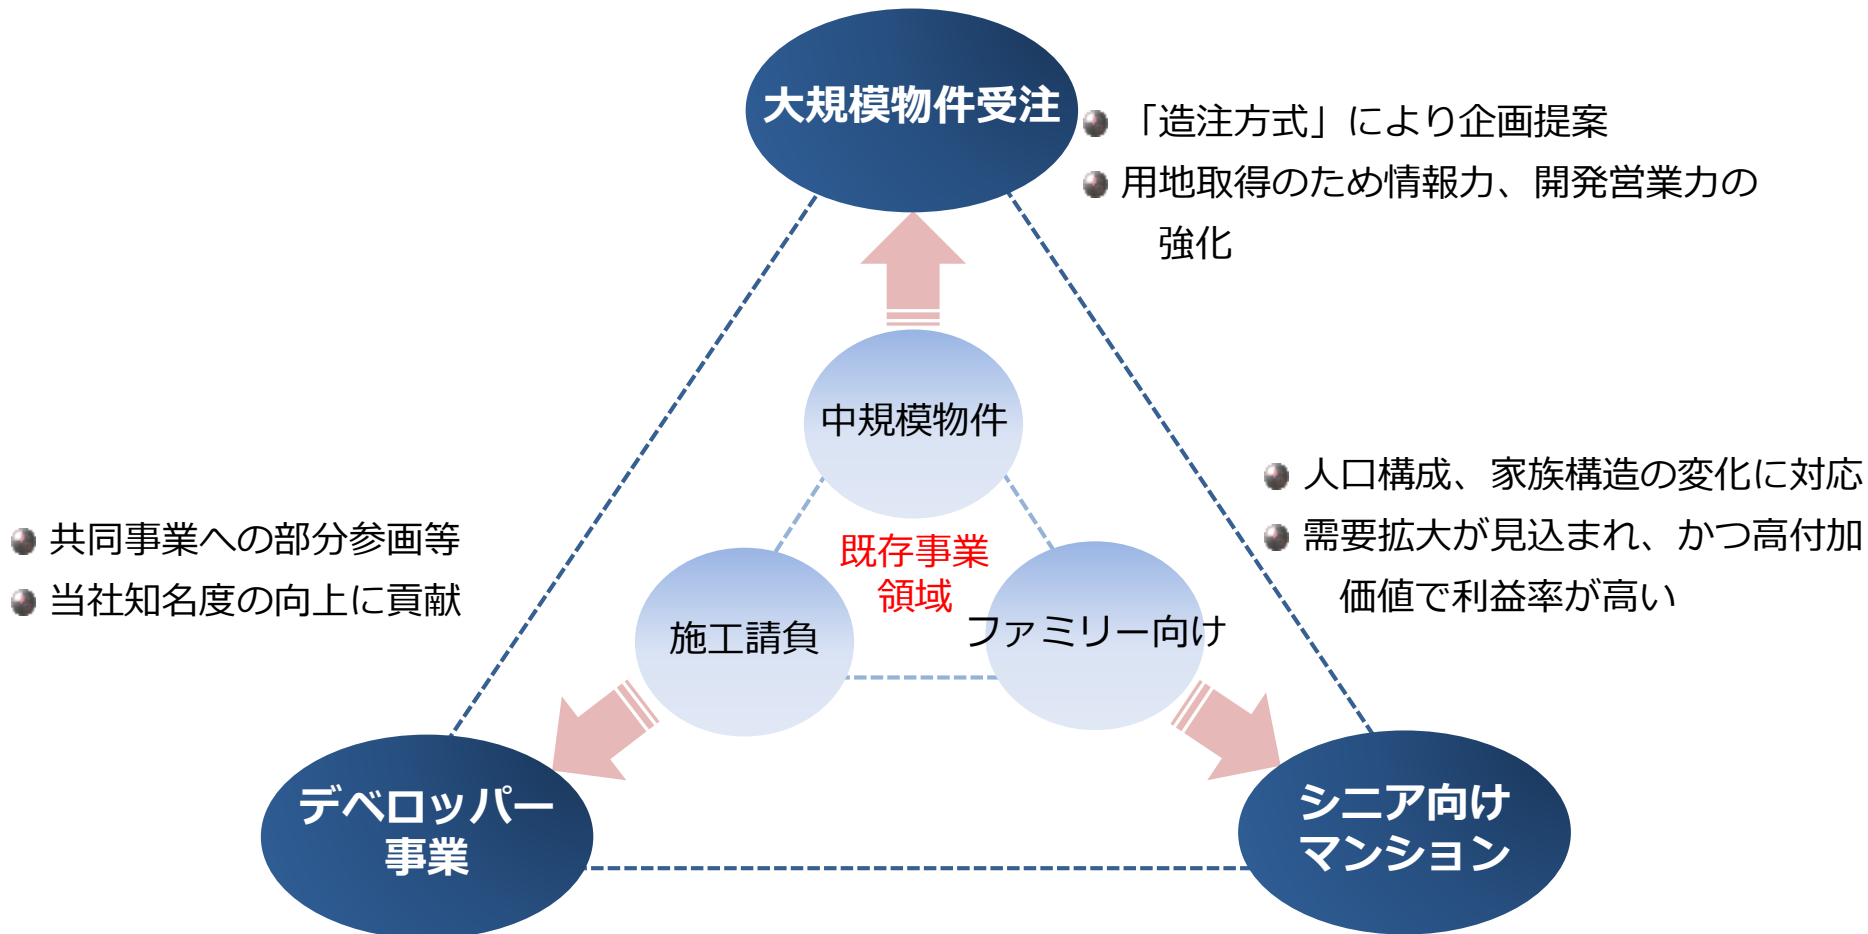 大規模物件受注
「造注方式」により企画提案
用地取得のため情報力、開発営業力の
強化
中規模物件
人口構成、家族構造の変化に対応
需要拡大が見込まれ、かつ高付加
価値で利益率が高い
共同事業への部分参画等
当社知名度の向上に貢献
既存事業
領域
施工請負
ファミリー向け
デベロッパー
事業
シニア向け
マンション